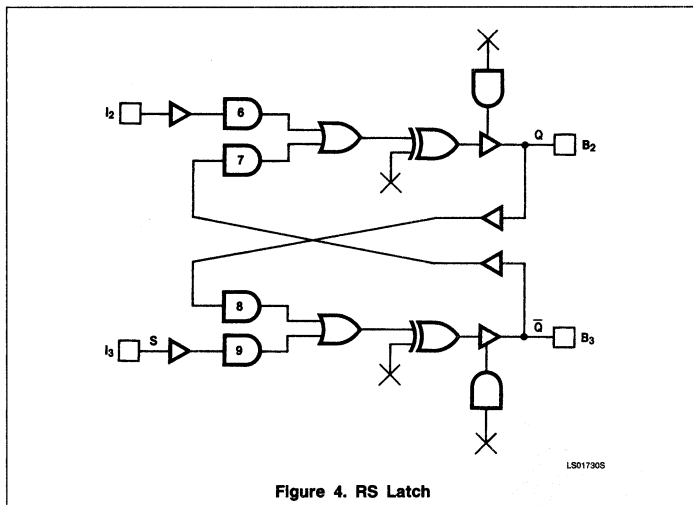 I2 6 Q B2
7
8
I3 S 9 Q̅ B3
LS01730S
Figure 4. RS Latch